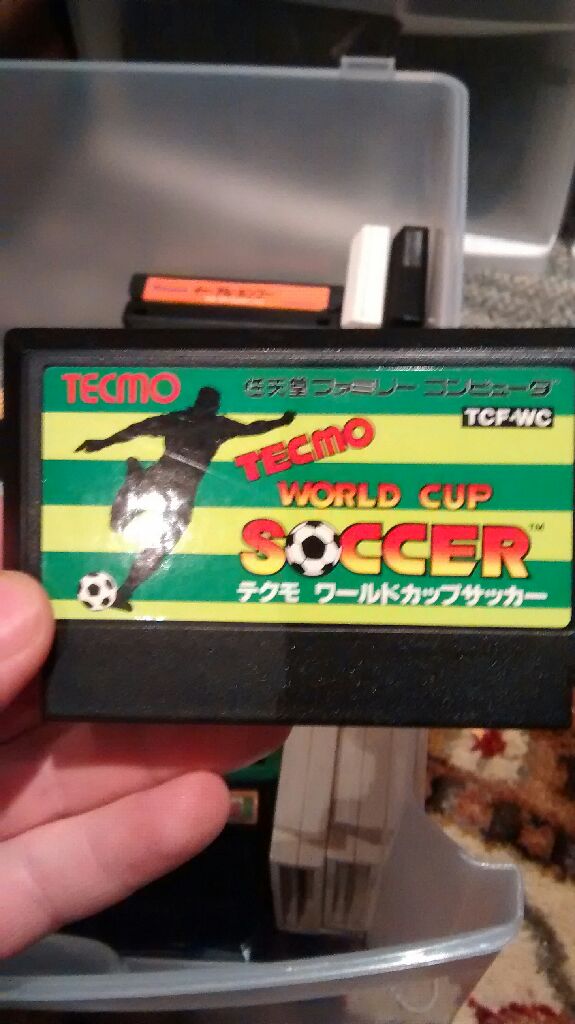 TECMO
任天堂ファミリーコンピュータ
TCF-WC
TECMO
WORLD CUP
SOCCER™
テクモ ワールドカップサッカー